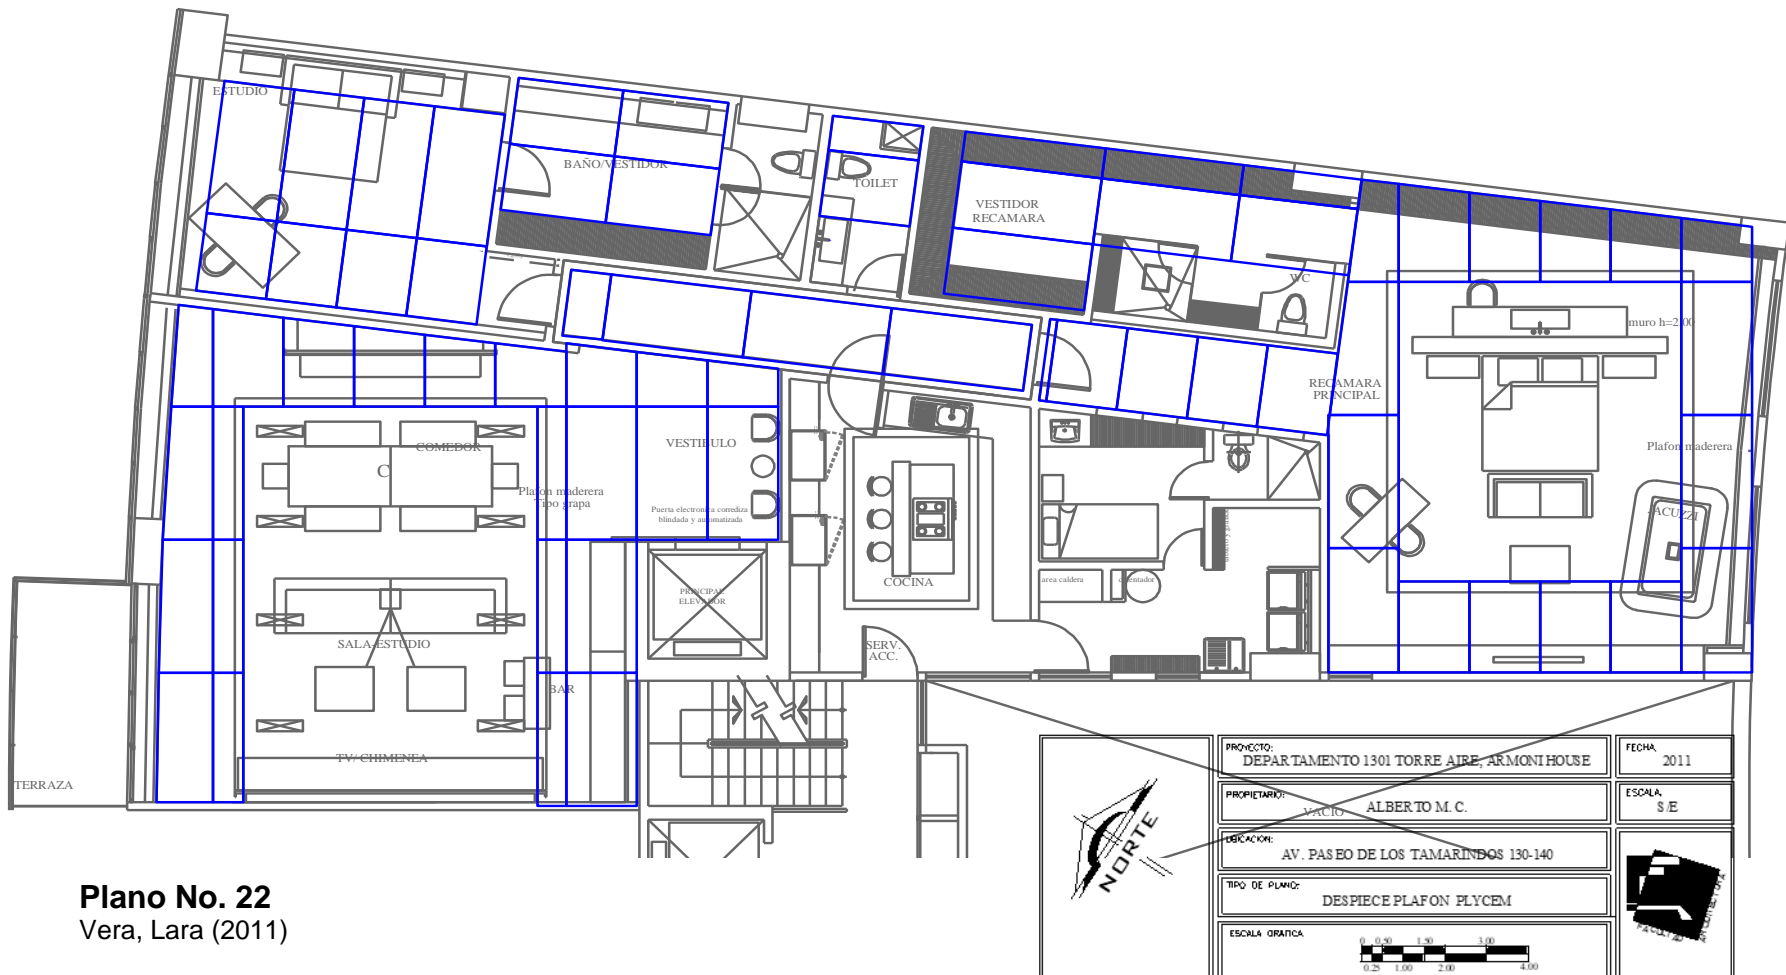 ESTUDIO
BAÑO/VESTIDOR
TOILET
VESTIDOR
RECAMARA
WC
muro h=2.00
RECAMARA
PRINCIPAL
Plafon maderera
JACUZZI
COMEDOR
C
Plafon maderera
Tipo grapa
VESTIBULO
Puerta electronica corrediza
blindada y automatizada
COCINA
area caldera
calentador
PRINCIPAL
ELEVADOR
SALA-ESTUDIO
SERV.
ACC.
BAR
TV/ CHIMENEA
TERRAZA
VACIO
NORTE
PROYECTO:
DEPARTAMENTO 1301 TORRE AIRE, ARMONI HOUSE
FECHA
2011
PROPIETARIO:
ALBERTO M. C.
ESCALA
S/E
UBICACION:
AV. PASEO DE LOS TAMARINDOS 130-140
TIPO DE PLANO:
DESPIECE PLAFON PLYCEM
ESCALA GRAFICA
0 0.50 1.50 3.00
0.25 1.00 2.00 4.00
FACULTAD
ARQUITECTURA
Plano No. 22
Vera, Lara (2011)